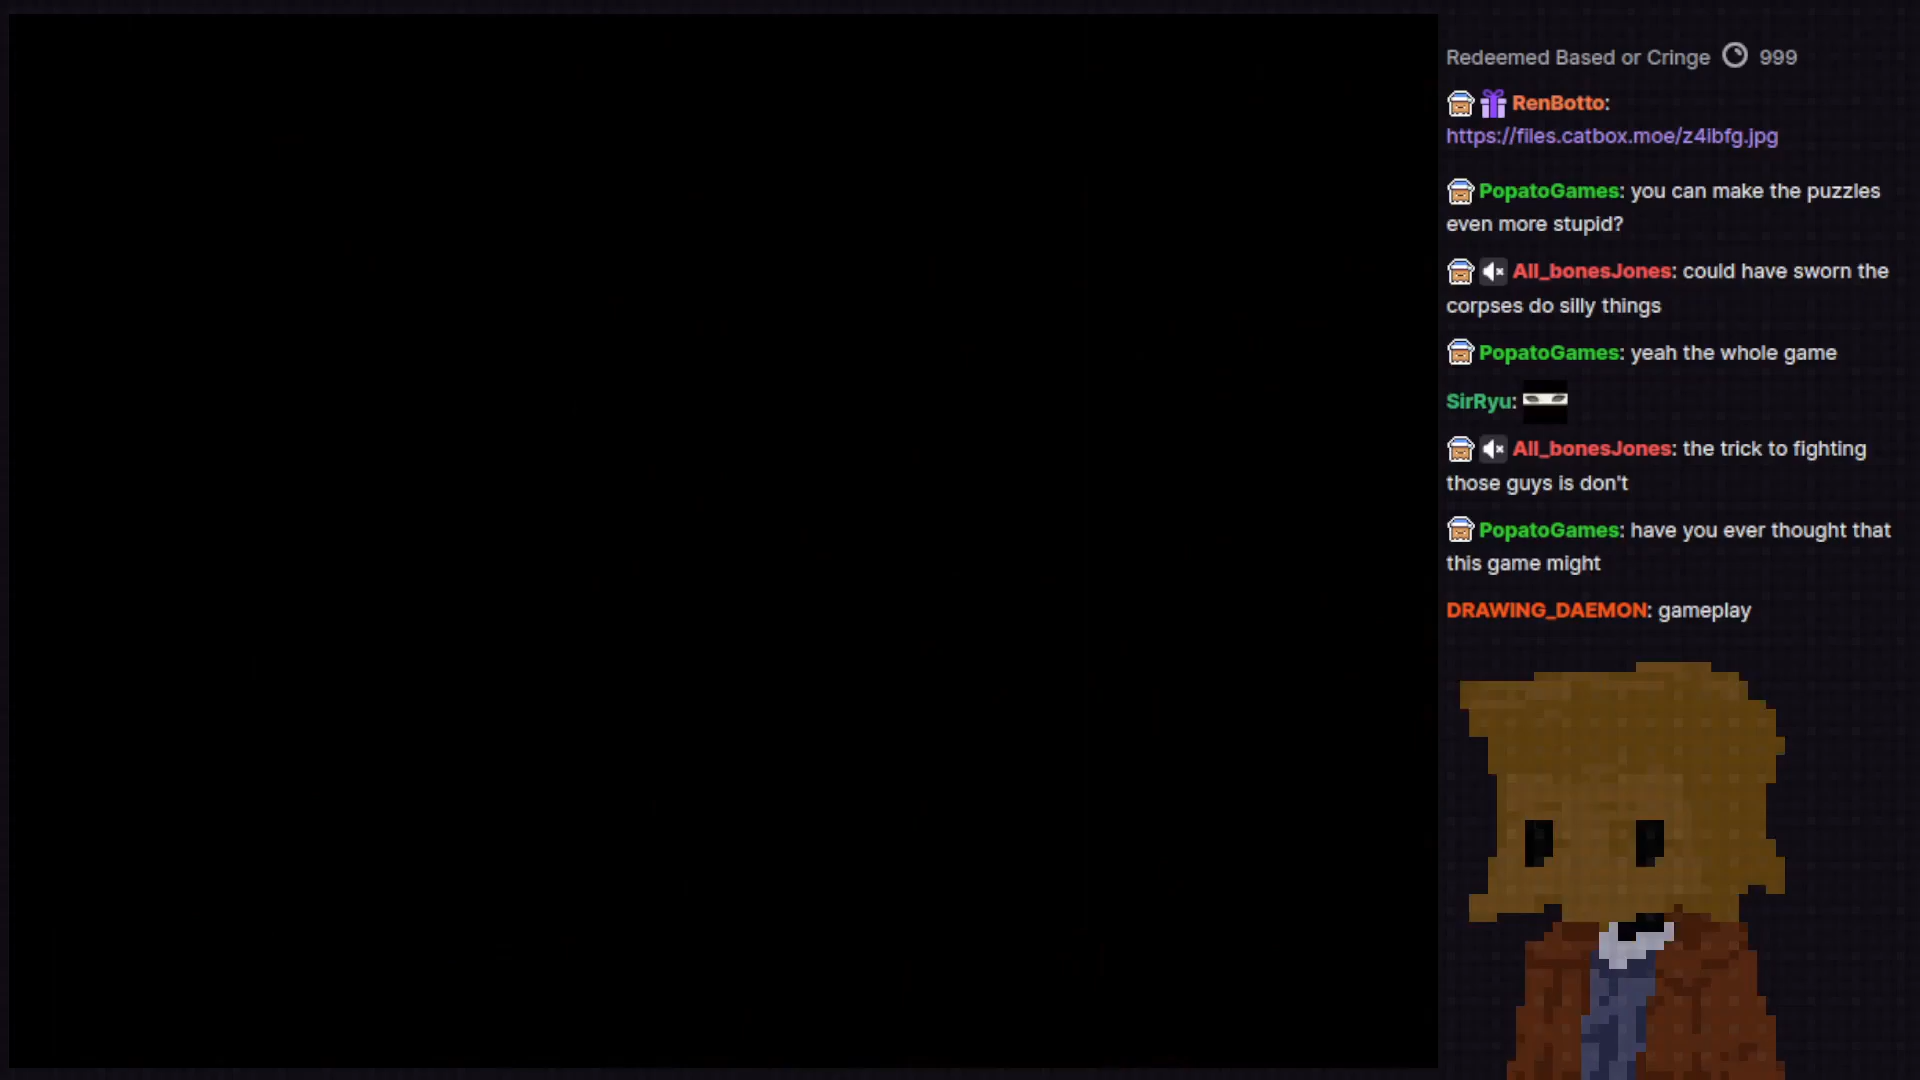 Redeemed Based or Cringe 999
RenBotto:
https://files.catbox.moe/z4lbfg.jpg
PopatoGames: you can make the puzzles
even more stupid?
All_bonesJones: could have sworn the
corpses do silly things
PopatoGames: yeah the whole game
SirRyu:
All_bonesJones: the trick to fighting
those guys is don't
PopatoGames: have you ever thought that
this game might
DRAWING_DAEMON: gameplay